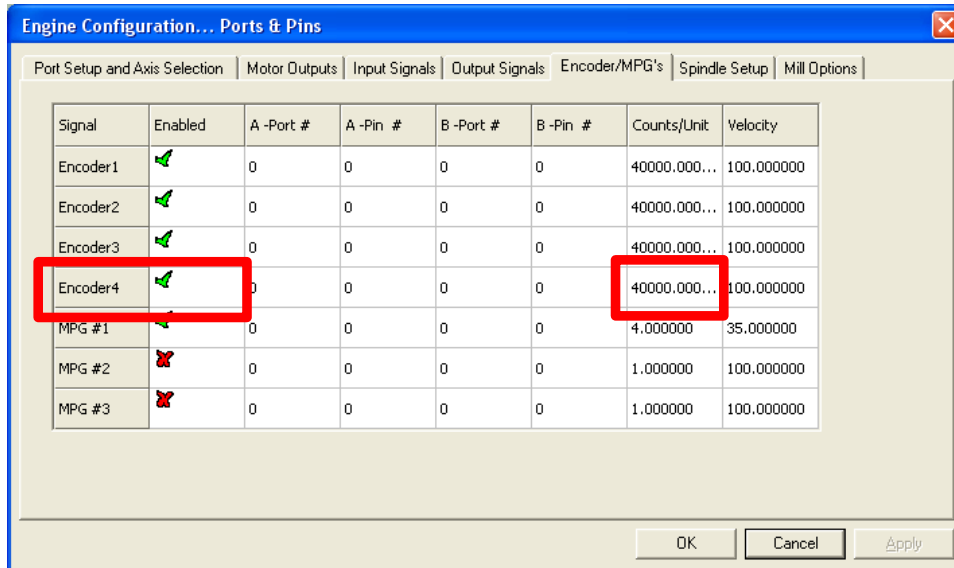 Engine Configuration... Ports & Pins
Port Setup and Axis Selection Motor Outputs Input Signals Output Signals Encoder/MPG's Spindle Setup Mill Options
Signal Enabled A -Port # A -Pin # B -Port # B -Pin # Counts/Unit Velocity
Encoder1 0 0 0 0 40000.000... 100.000000
Encoder2 0 0 0 0 40000.000... 100.000000
Encoder3 0 0 0 0 40000.000... 100.000000
Encoder4 0 0 0 0 40000.000... 100.000000
MPG #1 0 0 0 0 4.000000 35.000000
MPG #2 0 0 0 0 1.000000 100.000000
MPG #3 0 0 0 0 1.000000 100.000000
OK Cancel Apply